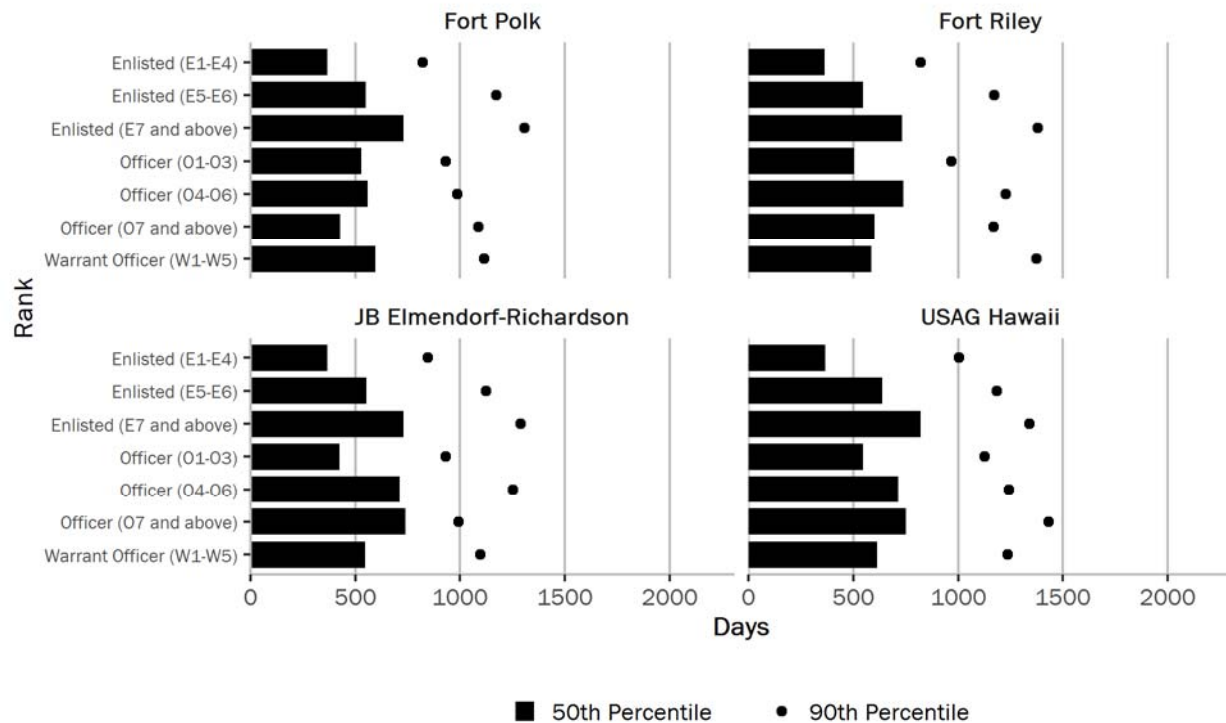 Fort Polk
Fort Riley
Rank
Enlisted (E1-E4)
Enlisted (E5-E6)
Enlisted (E7 and above)
Officer (O1-O3)
Officer (O4-O6)
Officer (O7 and above)
Warrant Officer (W1-W5)
JB Elmendorf-Richardson
USAG Hawaii
Enlisted (E1-E4)
Enlisted (E5-E6)
Enlisted (E7 and above)
Officer (O1-O3)
Officer (O4-O6)
Officer (O7 and above)
Warrant Officer (W1-W5)
0 500 1000 1500 2000 0 500 1000 1500 2000
Days
50th Percentile 90th Percentile